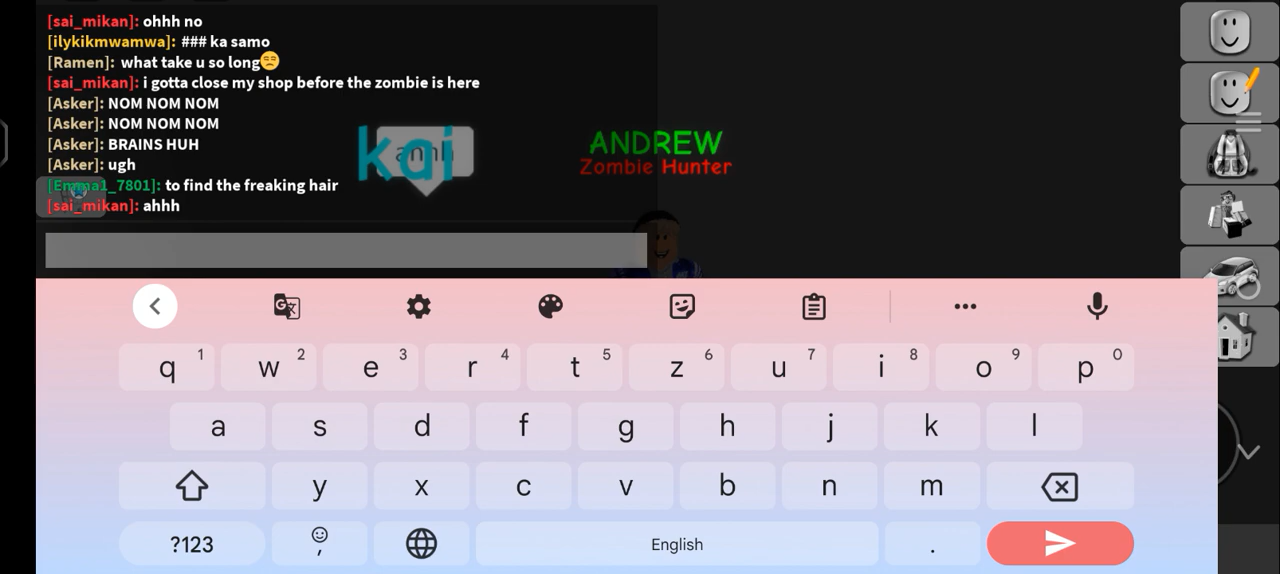 [sai_mikan]: ohhh no
[ilykikmwamwa]: ### ka samo
[Ramen]: what take u so long😒
[sai_mikan]: i gotta close my shop before the zombie is here
[Asker]: NOM NOM NOM
[Asker]: NOM NOM NOM
[Asker]: BRAINS HUH
[Asker]: ugh
[Emma1_7801]: to find the freaking hair
[sai_mikan]: ahhh
kai
ANDREW
Zombie Hunter
q 1 w 2 e 3 r 4 t 5 z 6 u 7 i 8 o 9 p 0
a s d f g h j k l
y x c v b n m
?123 , English .